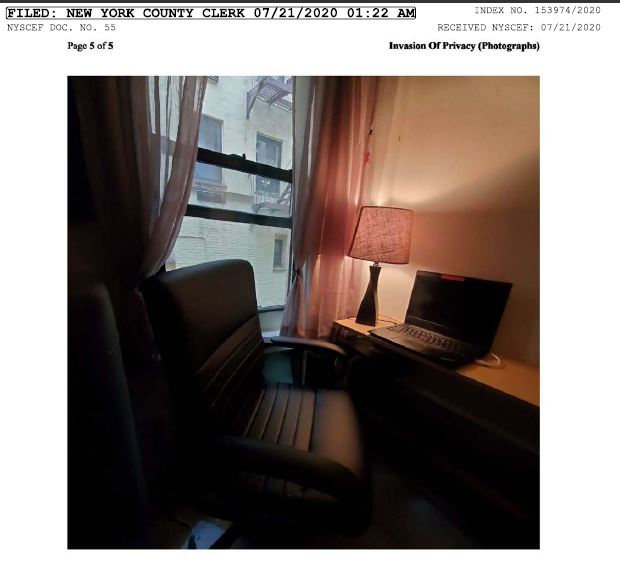 FILED: NEW YORK COUNTY CLERK 07/21/2020 01:22 AM
INDEX NO. 153974/2020
NYSCEF DOC. NO. 55
RECEIVED NYSCEF: 07/21/2020
Page 5 of 5
Invasion Of Privacy (Photographs)